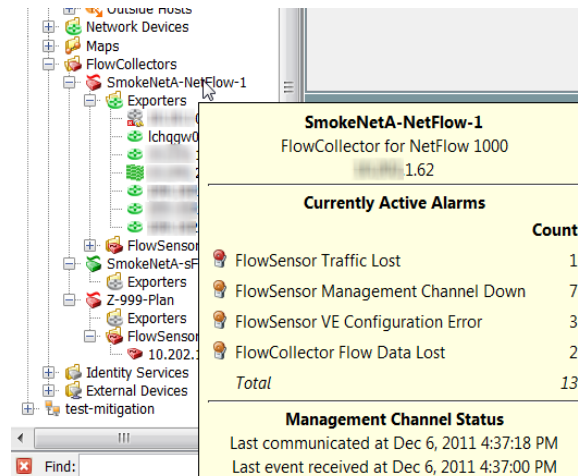 Outside Hosts
Network Devices
Maps
FlowCollectors
SmokeNetA-NetFlow-1
Exporters
lchqgw0
FlowSensor
SmokeNetA-sF
Exporters
Z-999-Plan
Exporters
FlowSensor
10.202.
Identity Services
External Devices
test-mitigation
Find:
SmokeNetA-NetFlow-1
FlowCollector for NetFlow 1000
1.62
Currently Active Alarms
Count
FlowSensor Traffic Lost 1
FlowSensor Management Channel Down 7
FlowSensor VE Configuration Error 3
FlowCollector Flow Data Lost 2
Total 13
Management Channel Status
Last communicated at Dec 6, 2011 4:37:18 PM
Last event received at Dec 6, 2011 4:37:00 PM